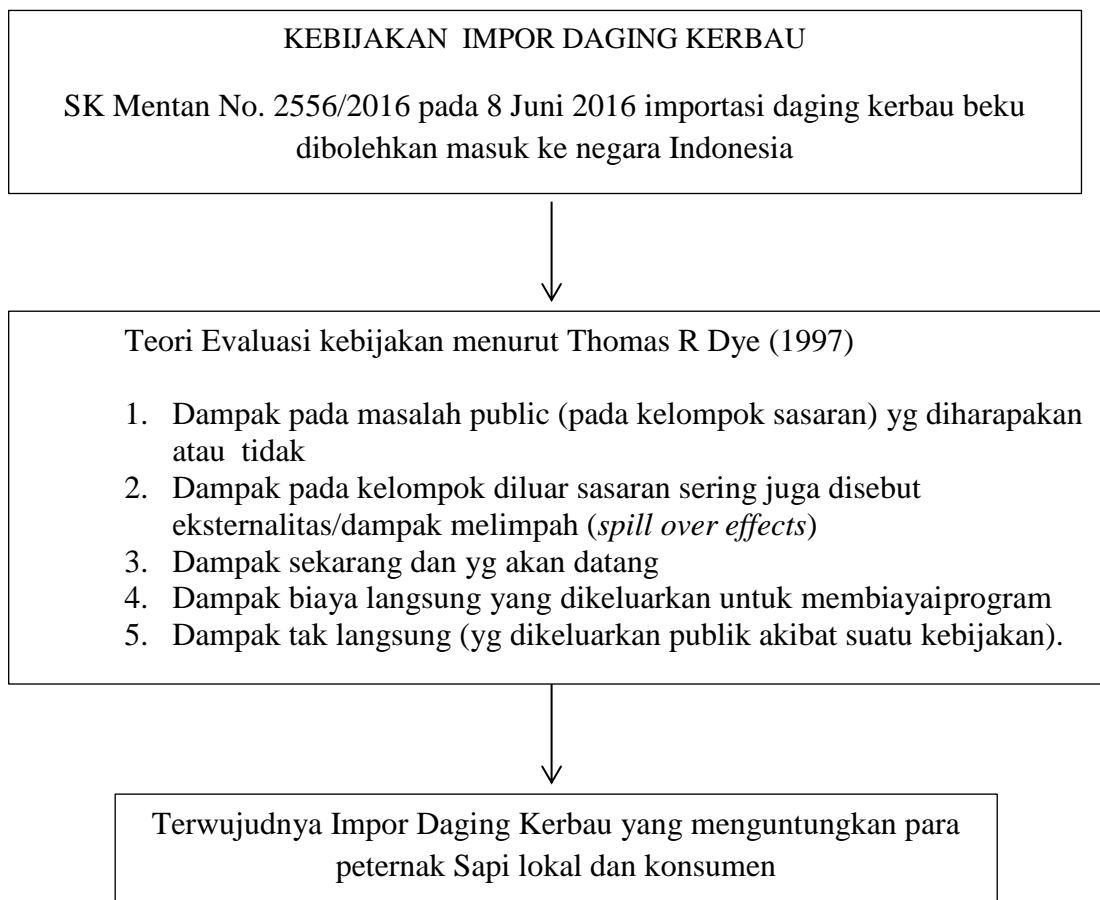 KEBIJAKAN IMPOR DAGING KERBAU
SK Mentan No. 2556/2016 pada 8 Juni 2016 importasi daging kerbau beku
dibolehkan masuk ke negara Indonesia
Teori Evaluasi kebijakan menurut Thomas R Dye (1997)
1. Dampak pada masalah public (pada kelompok sasaran) yg diharapakan
atau tidak
2. Dampak pada kelompok diluar sasaran sering juga disebut
eksternalitas/dampak melimpah (spill over effects)
3. Dampak sekarang dan yg akan datang
4. Dampak biaya langsung yang dikeluarkan untuk membiayaiprogram
5. Dampak tak langsung (yg dikeluarkan publik akibat suatu kebijakan).
Terwujudnya Impor Daging Kerbau yang menguntungkan para
peternak Sapi lokal dan konsumen